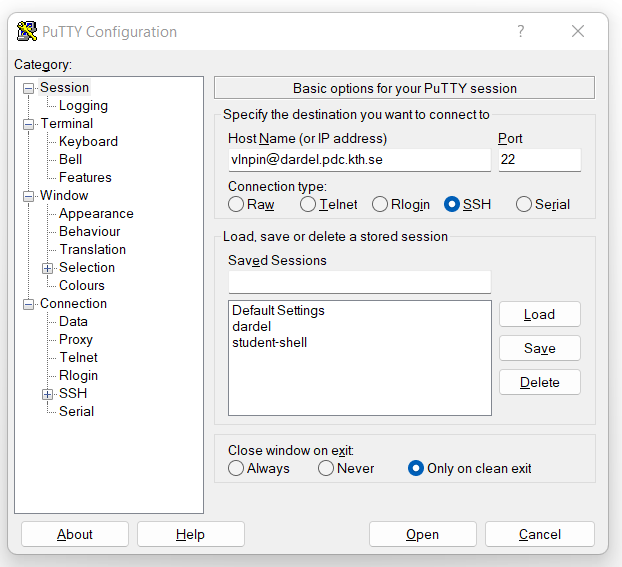 PuTTY Configuration
?
Category:
Session
Logging
Terminal
Keyboard
Bell
Features
Window
Appearance
Behaviour
Translation
Selection
Colours
Connection
Data
Proxy
Telnet
Rlogin
SSH
Serial
Basic options for your PuTTY session
Specify the destination you want to connect to
Host Name (or IP address) Port
vlnpin@dardel.pdc.kth.se 22
Connection type:
Raw Telnet Rlogin SSH Serial
Load, save or delete a stored session
Saved Sessions
Default Settings
dardel
student-shell
Load
Save
Delete
Close window on exit:
Always Never Only on clean exit
About Help Open Cancel